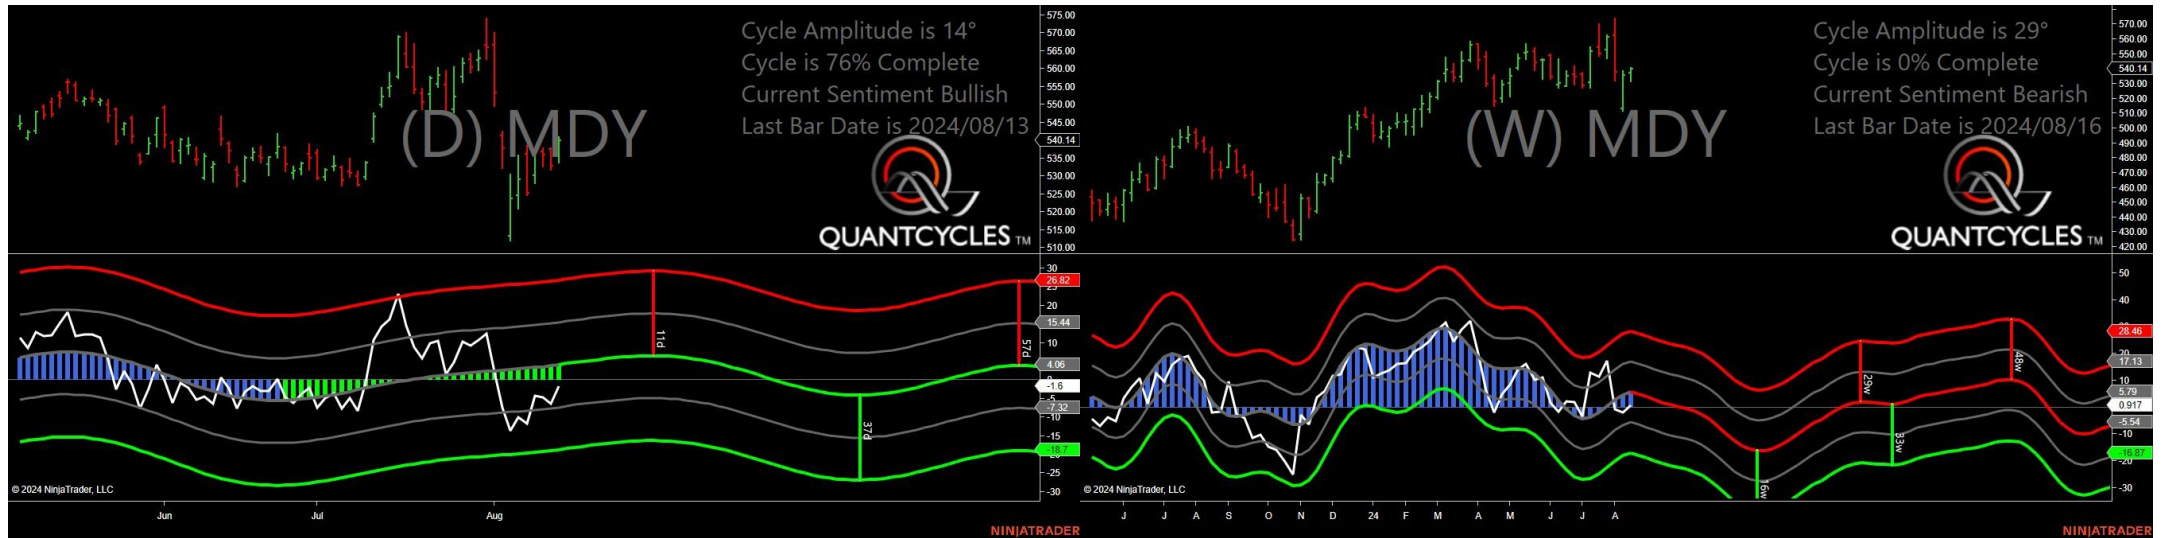 Cycle Amplitude is 14°
Cycle is 76% Complete
Current Sentiment Bullish
Last Bar Date is 2024/08/13
(D) MDY
QUANTCYCLES TM
575.00
570.00
565.00
560.00
555.00
550.00
545.00
540.14
535.00
530.00
525.00
520.00
515.00
510.00
30
26.82
20
15.44
10
4.06
-1.6
-5
-7.32
-15
-18.7
-25
-30
11d
37d
57d
© 2024 NinjaTrader, LLC
Jun
Jul
Aug
NINJATRADER
Cycle Amplitude is 29°
Cycle is 0% Complete
Current Sentiment Bearish
Last Bar Date is 2024/08/16
(W) MDY
QUANTCYCLES TM
570.00
560.00
550.00
540.14
530.00
520.00
510.00
500.00
490.00
480.00
470.00
460.00
450.00
440.00
430.00
420.00
50
40
28.46
20
17.13
10
5.79
0.917
-5.54
-10
-16.87
-20
-30
16w
29w
33w
48w
© 2024 NinjaTrader, LLC
J
J
A
S
O
N
D
24
F
M
A
M
J
J
A
NINJATRADER